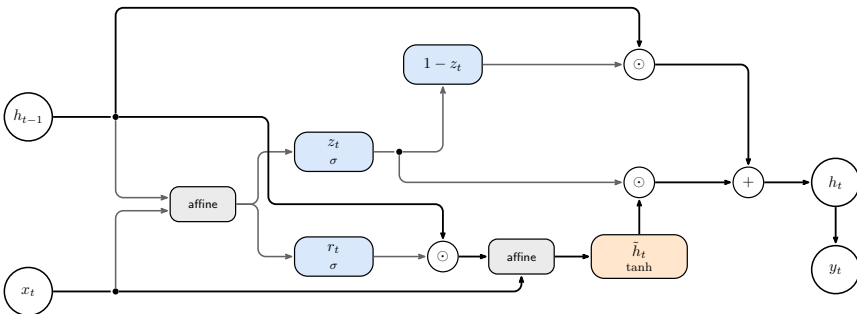 1 − z_t
⊙
h_{t−1}
z_t
σ
⊙
+
h_t
affine
r_t
σ
⊙
affine
h̃_t
tanh
x_t
y_t